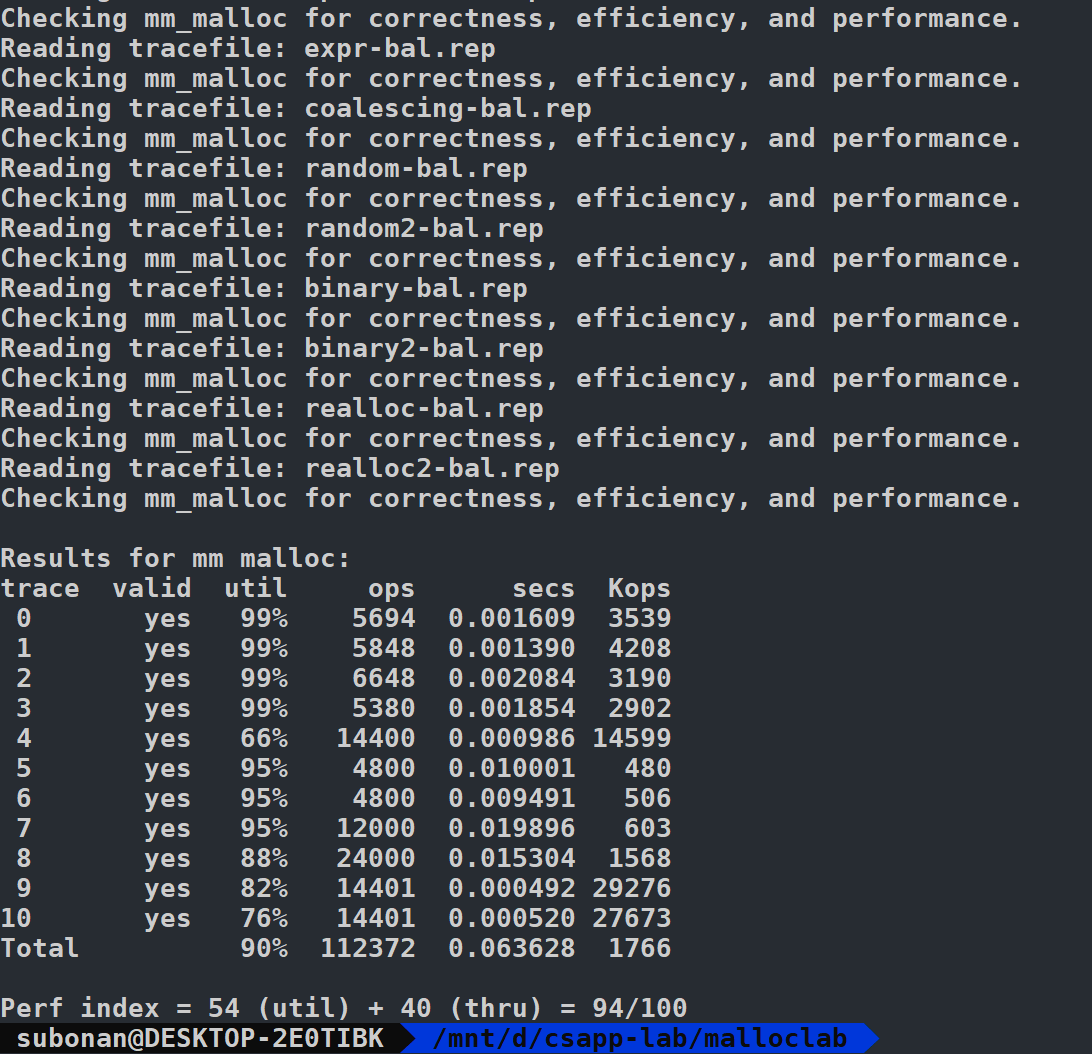 Checking mm_malloc for correctness, efficiency, and performance.
Reading tracefile: expr-bal.rep
Checking mm_malloc for correctness, efficiency, and performance.
Reading tracefile: coalescing-bal.rep
Checking mm_malloc for correctness, efficiency, and performance.
Reading tracefile: random-bal.rep
Checking mm_malloc for correctness, efficiency, and performance.
Reading tracefile: random2-bal.rep
Checking mm_malloc for correctness, efficiency, and performance.
Reading tracefile: binary-bal.rep
Checking mm_malloc for correctness, efficiency, and performance.
Reading tracefile: binary2-bal.rep
Checking mm_malloc for correctness, efficiency, and performance.
Reading tracefile: realloc-bal.rep
Checking mm_malloc for correctness, efficiency, and performance.
Reading tracefile: realloc2-bal.rep
Checking mm_malloc for correctness, efficiency, and performance.
Results for mm malloc:
trace  valid  util     ops      secs  Kops
 0       yes   99%    5694  0.001609  3539
 1       yes   99%    5848  0.001390  4208
 2       yes   99%    6648  0.002084  3190
 3       yes   99%    5380  0.001854  2902
 4       yes   66%   14400  0.000986 14599
 5       yes   95%    4800  0.010001   480
 6       yes   95%    4800  0.009491   506
 7       yes   95%   12000  0.019896   603
 8       yes   88%   24000  0.015304  1568
 9       yes   82%   14401  0.000492 29276
10       yes   76%   14401  0.000520 27673
Total          90%  112372  0.063628  1766
Perf index = 54 (util) + 40 (thru) = 94/100
subonan@DESKTOP-2E0TIBK /mnt/d/csapp-lab/malloclab